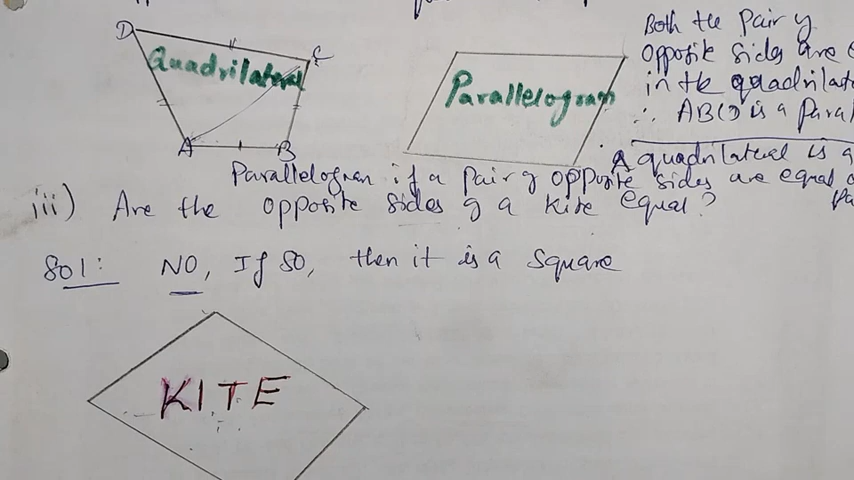 D
C
Quadrilateral
A
B
Parallelogram
Both the Pair of
opposite sides are
in the quadrilate
∴ ABCD is a Paral
A quadrilateral is a
Parallelogram if a pair of opposite sides are equal
iii) Are the opposite sides of a kite equal?
Sol: NO, If so, then it is a square
KITE